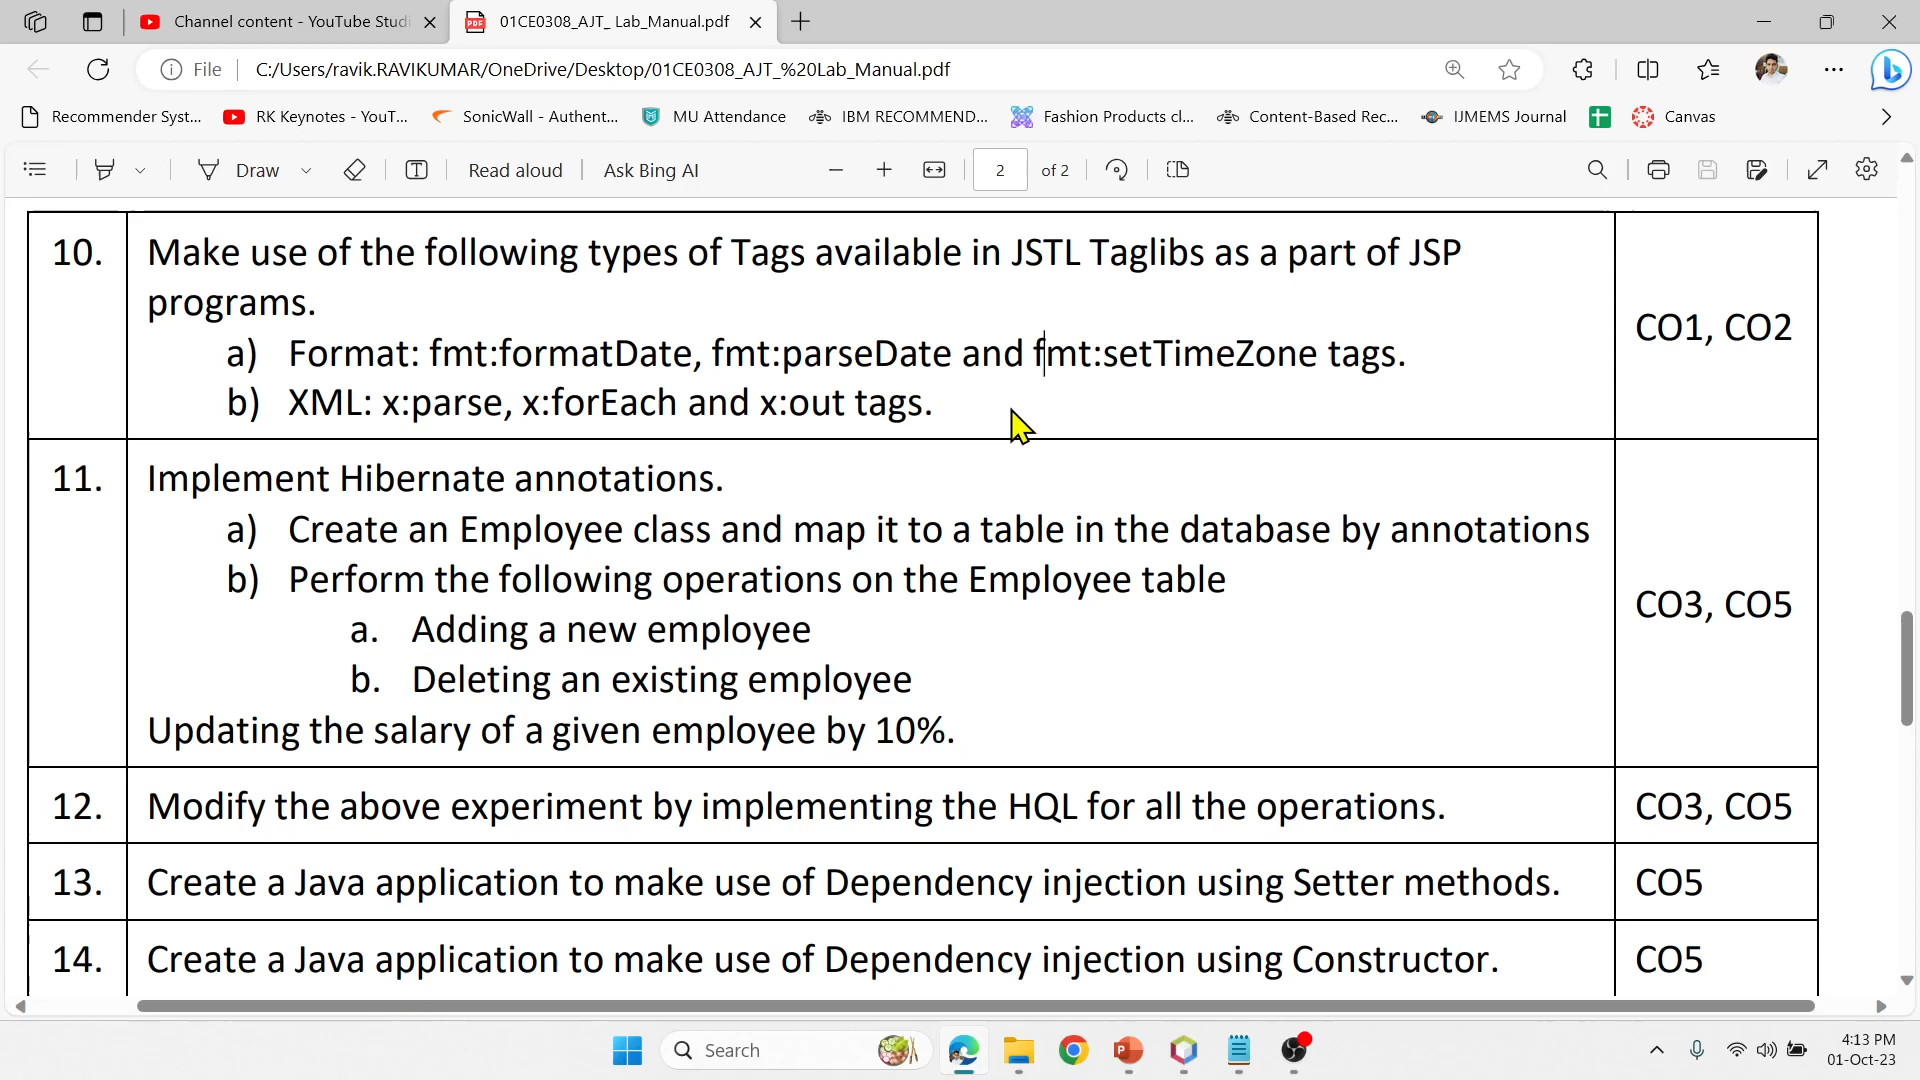 Channel content - YouTube Studi
01CE0308_AJT_ Lab_Manual.pdf
File
C:/Users/ravik.RAVIKUMAR/OneDrive/Desktop/01CE0308_AJT_%20Lab_Manual.pdf
Recommender Syst...
RK Keynotes - YouT...
SonicWall - Authent...
MU Attendance
IBM RECOMMEND...
Fashion Products cl...
Content-Based Rec...
IJMEMS Journal
Canvas
Draw
Read aloud
Ask Bing AI
2
of 2
10.
Make use of the following types of Tags available in JSTL Taglibs as a part of JSP
programs.
a) Format: fmt:formatDate, fmt:parseDate and fmt:setTimeZone tags.
b) XML: x:parse, x:forEach and x:out tags.
CO1, CO2
11.
Implement Hibernate annotations.
a) Create an Employee class and map it to a table in the database by annotations
b) Perform the following operations on the Employee table
a. Adding a new employee
b. Deleting an existing employee
Updating the salary of a given employee by 10%.
CO3, CO5
12.
Modify the above experiment by implementing the HQL for all the operations.
CO3, CO5
13.
Create a Java application to make use of Dependency injection using Setter methods.
CO5
14.
Create a Java application to make use of Dependency injection using Constructor.
CO5
Search
4:13 PM
01-Oct-23